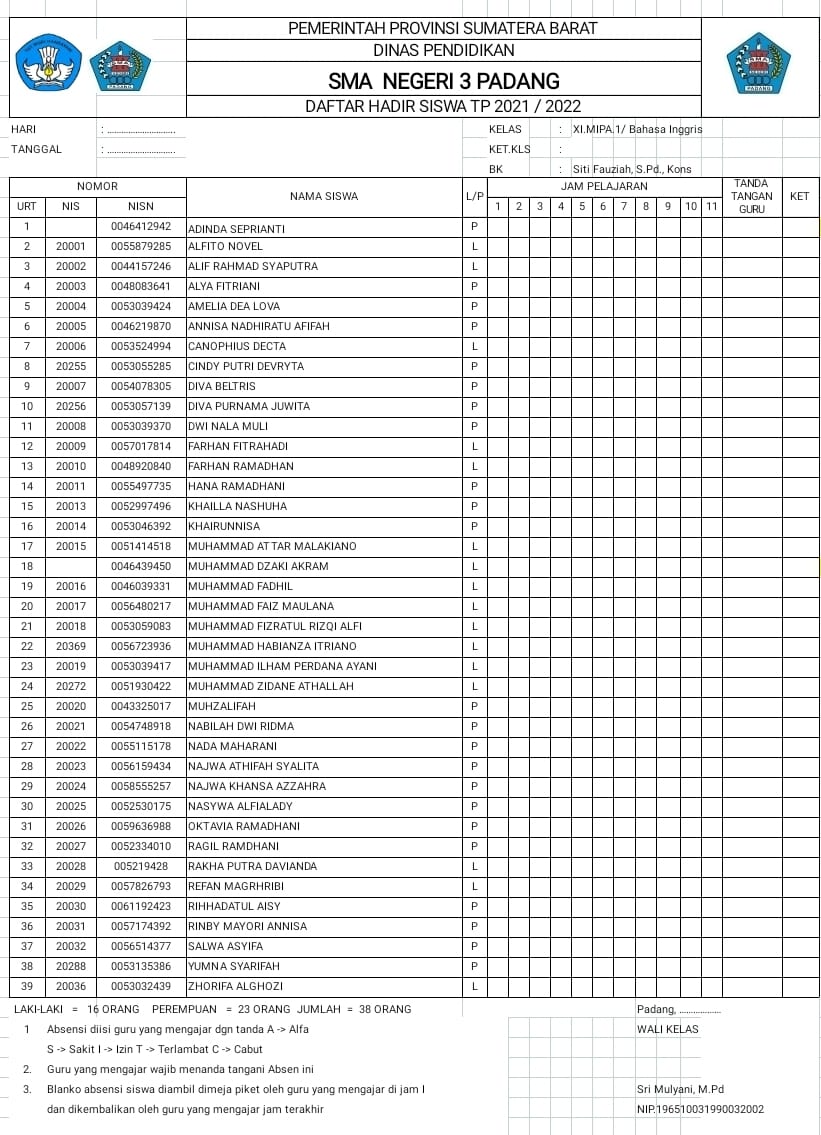 PEMERINTAH PROVINSI SUMATERA BARAT
DINAS PENDIDIKAN
SMA NEGERI 3 PADANG
DAFTAR HADIR SISWA TP 2021 / 2022
HARI : ............................ KELAS : XI.MIPA.1/ Bahasa Inggris
TANGGAL : ............................ KET.KLS :
BK : Siti Fauziah, S.Pd., Kons
NOMOR NAMA SISWA L/P JAM PELAJARAN TANDA TANGAN GURU KET
URT NIS NISN 1 2 3 4 5 6 7 8 9 10 11
1 0046412942 ADINDA SEPRIANTI P
2 20001 0055879285 ALFITO NOVEL L
3 20002 0044157246 ALIF RAHMAD SYAPUTRA L
4 20003 0048083641 ALYA FITRIANI P
5 20004 0053039424 AMELIA DEA LOVA P
6 20005 0046219870 ANNISA NADHIRATU AFIFAH P
7 20006 0053524994 CANOPHIUS DECTA L
8 20255 0053055285 CINDY PUTRI DEVRYTA P
9 20007 0054078305 DIVA BELTRIS P
10 20256 0053057139 DIVA PURNAMA JUWITA P
11 20008 0053039370 DWI NALA MULI P
12 20009 0057017814 FARHAN FITRAHADI L
13 20010 0048920840 FARHAN RAMADHAN L
14 20011 0055497735 HANA RAMADHANI P
15 20013 0052997496 KHAILLA NASHUHA P
16 20014 0053046392 KHAIRUNNISA P
17 20015 0051414518 MUHAMMAD ATTAR MALAKIANO L
18 0046439450 MUHAMMAD DZAKI AKRAM L
19 20016 0046039331 MUHAMMAD FADHIL L
20 20017 0056480217 MUHAMMAD FAIZ MAULANA L
21 20018 0053059083 MUHAMMAD FIZRATUL RIZQI ALFI L
22 20369 0056723936 MUHAMMAD HABIANZA ITRIANO L
23 20019 0053039417 MUHAMMAD ILHAM PERDANA AYANI L
24 20272 0051930422 MUHAMMAD ZIDANE ATHALLAH L
25 20020 0043325017 MUHZALIFAH P
26 20021 0054748918 NABILAH DWI RIDMA P
27 20022 0055115178 NADA MAHARANI P
28 20023 0056159434 NAJWA ATHIFAH SYALITA P
29 20024 0058555257 NAJWA KHANSA AZZAHRA P
30 20025 0052530175 NASYWA ALFIALADY P
31 20026 0059636988 OKTAVIA RAMADHANI P
32 20027 0052334010 RAGIL RAMDHANI P
33 20028 005219428 RAKHA PUTRA DAVIANDA L
34 20029 0057826793 REFAN MAGRHRIBI L
35 20030 0061192423 RIHHADATUL AISY P
36 20031 0057174392 RINBY MAYORI ANNISA P
37 20032 0056514377 SALWA ASYIFA P
38 20288 0053135386 YUMNA SYARIFAH P
39 20036 0053032439 ZHORIFA ALGHOZI L
LAKI-LAKI = 16 ORANG PEREMPUAN = 23 ORANG JUMLAH = 38 ORANG Padang, .................
1 Absensi diisi guru yang mengajar dgn tanda A -> Alfa WALI KELAS
S -> Sakit I -> Izin T -> Terlambat C -> Cabut
2. Guru yang mengajar wajib menanda tangani Absen ini
3. Blanko absensi siswa diambil dimeja piket oleh guru yang mengajar di jam I Sri Mulyani, M.Pd
dan dikembalikan oleh guru yang mengajar jam terakhir NIP.196510031990032002